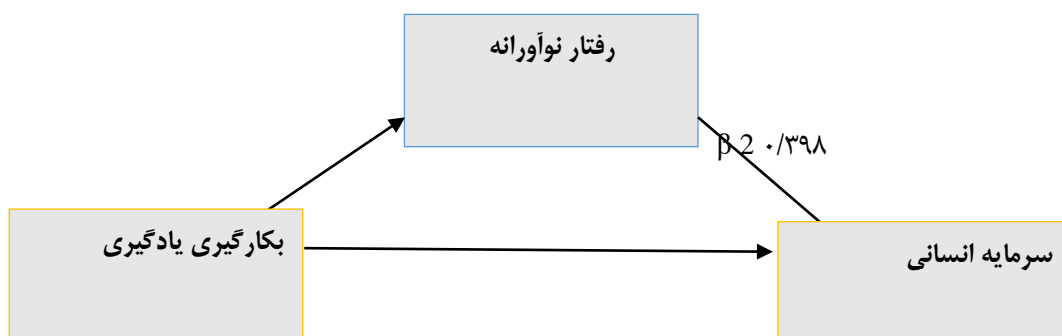 رفتار نوآورانه
β 2 ۰/۳۹۸
بکارگیری یادگیری
سرمایه انسانی